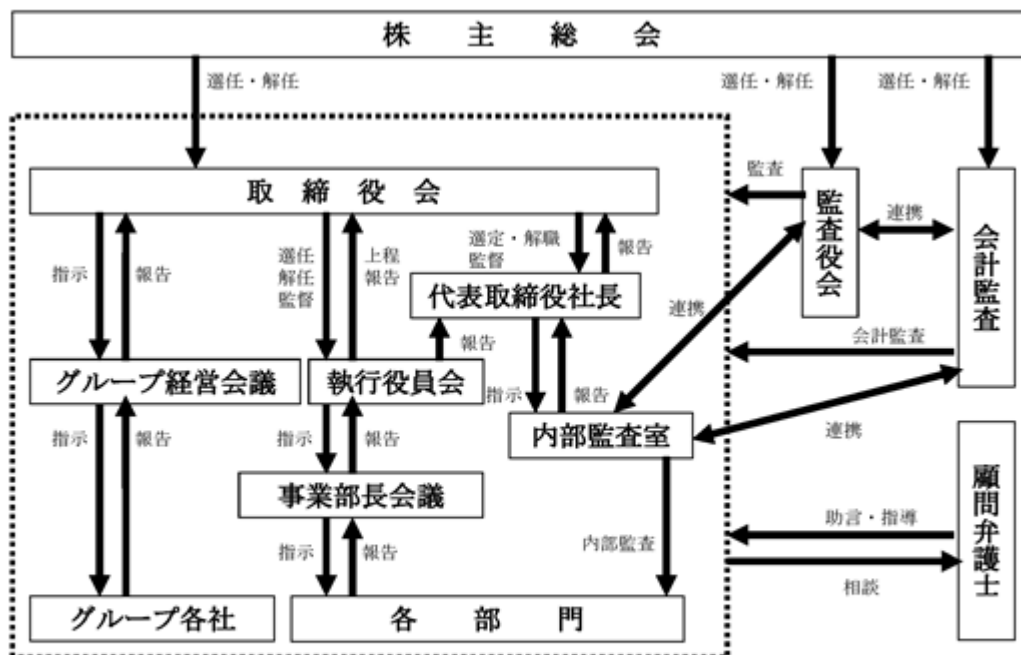 株主総会
選任・解任
選任・解任
選任・解任
取締役会
監査
監査役会
連携
会計監査
指示
報告
選任
解任
監督
上程
報告
選定・解職
監督
報告
代表取締役社長
連携
報告
会計監査
グループ経営会議
執行役員会
指示
報告
内部監査室
連携
指示
報告
指示
報告
事業部長会議
顧問弁護士
指示
報告
内部監査
助言・指導
相談
グループ各社
各部門